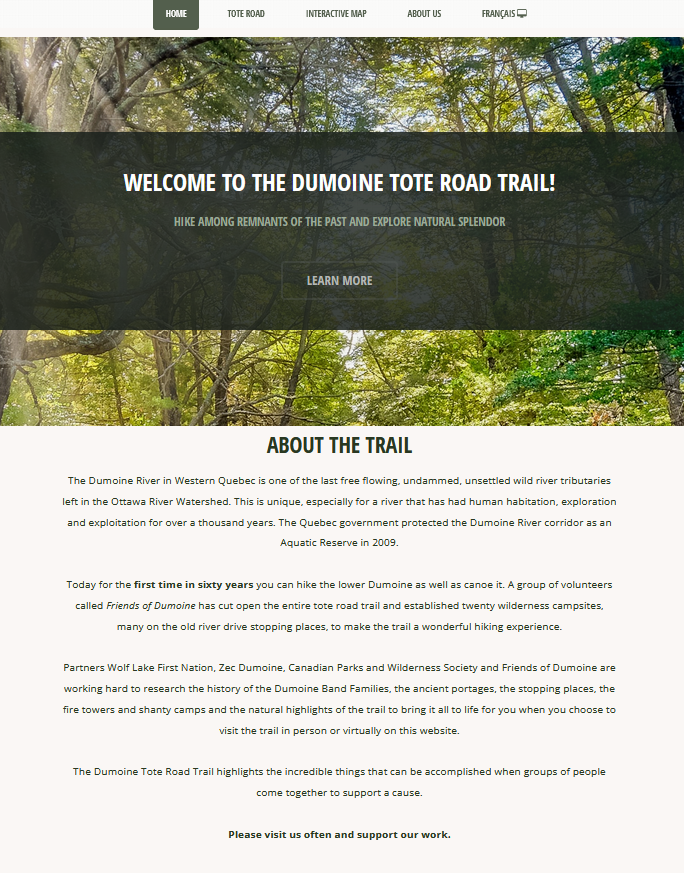 HOME TOTE ROAD INTERACTIVE MAP ABOUT US FRANÇAIS
WELCOME TO THE DUMOINE TOTE ROAD TRAIL!
HIKE AMONG REMNANTS OF THE PAST AND EXPLORE NATURAL SPLENDOR
LEARN MORE
ABOUT THE TRAIL
The Dumoine River in Western Quebec is one of the last free flowing, undammed, unsettled wild river tributaries
left in the Ottawa River Watershed. This is unique, especially for a river that has had human habitation, exploration
and exploitation for over a thousand years. The Quebec government protected the Dumoine River corridor as an
Aquatic Reserve in 2009.
Today for the first time in sixty years you can hike the lower Dumoine as well as canoe it. A group of volunteers
called Friends of Dumoine has cut open the entire tote road trail and established twenty wilderness campsites,
many on the old river drive stopping places, to make the trail a wonderful hiking experience.
Partners Wolf Lake First Nation, Zec Dumoine, Canadian Parks and Wilderness Society and Friends of Dumoine are
working hard to research the history of the Dumoine Band Families, the ancient portages, the stopping places, the
fire towers and shanty camps and the natural highlights of the trail to bring it all to life for you when you choose to
visit the trail in person or virtually on this website.
The Dumoine Tote Road Trail highlights the incredible things that can be accomplished when groups of people
come together to support a cause.
Please visit us often and support our work.